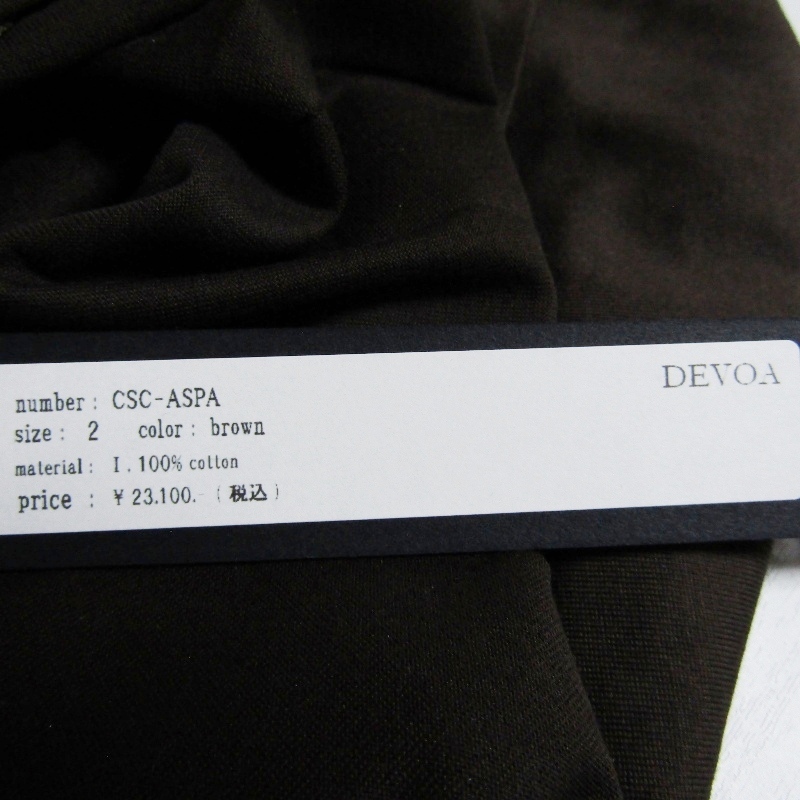 DEVOA
number : CSC-ASPA
size : 2 color : brown
material : I . 100% cotton
price : ¥ 23.100.- ( 税込 )